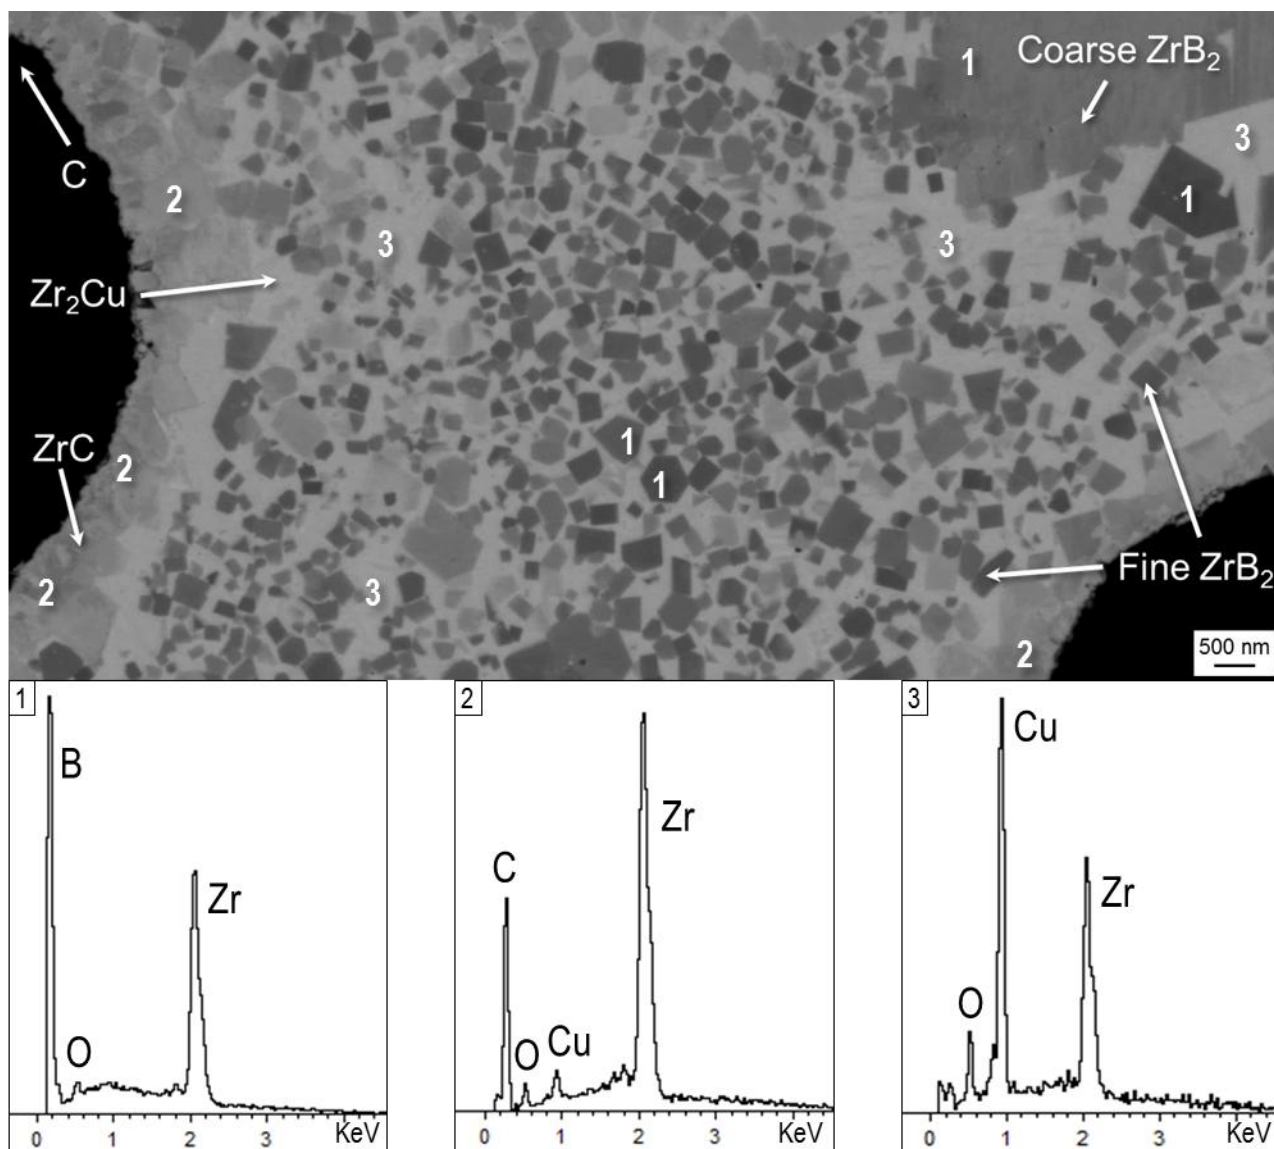 1
Coarse ZrB₂
3
C
2
1
3
3
Zr₂Cu
ZrC
2
1
1
2
3
Fine ZrB₂
2
500 nm
1
B
O
Zr
0 1 2 3 KeV
2
C
O
Cu
Zr
0 1 2 3 KeV
3
Cu
O
Zr
0 1 2 3 KeV